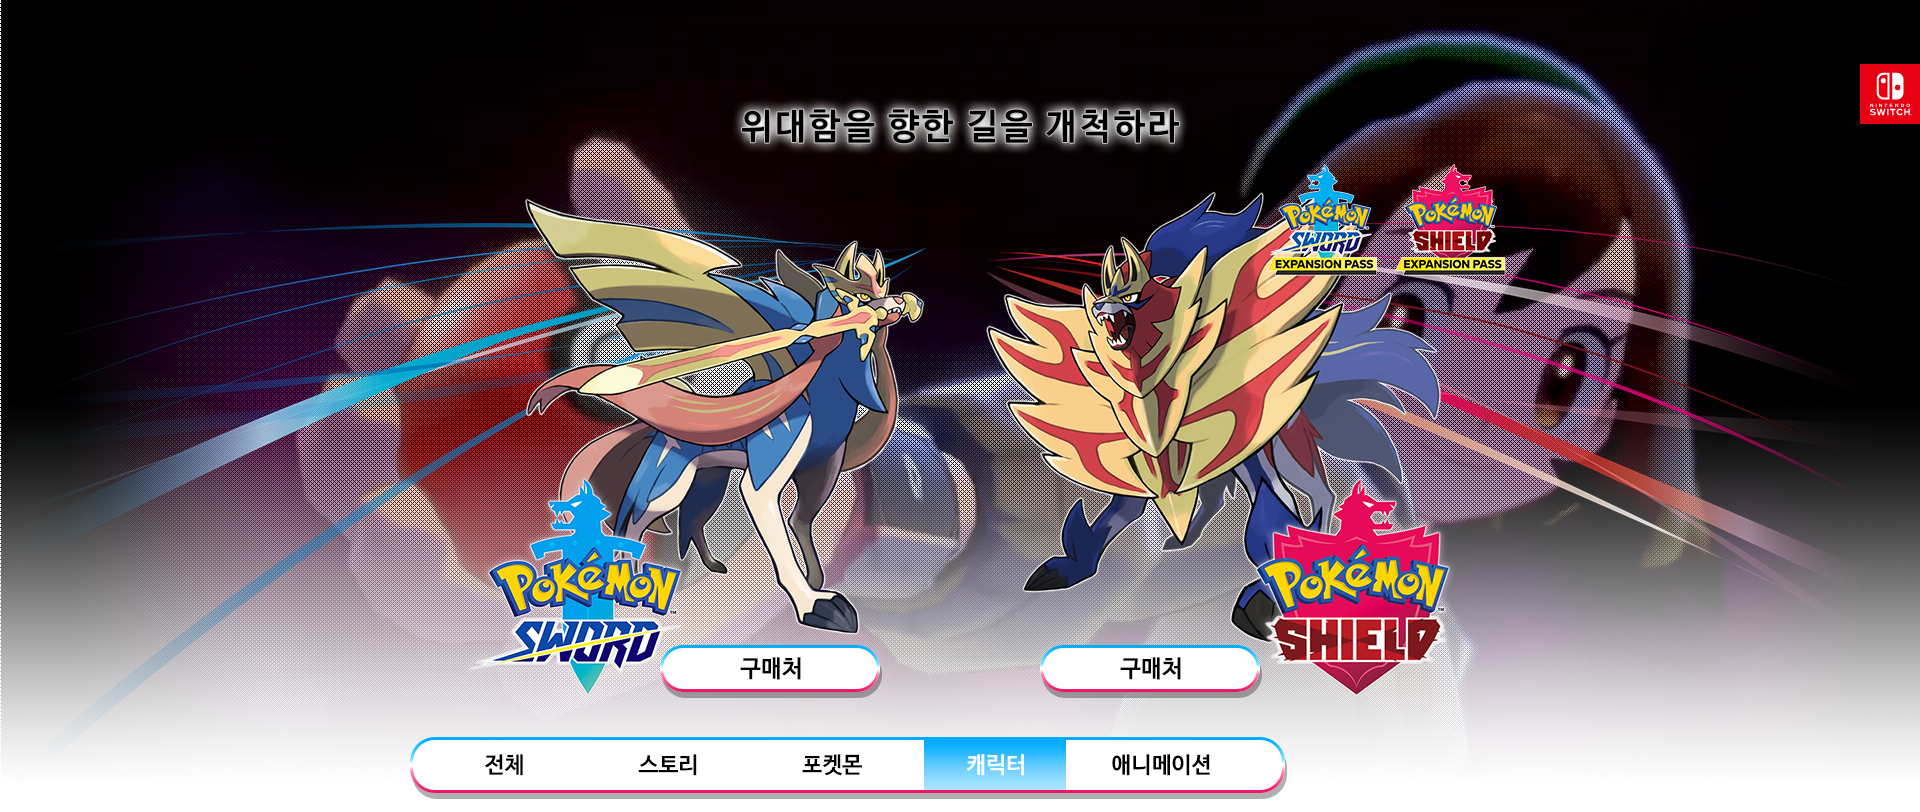 NINTENDO
SWITCH
위대함을 향한 길을 개척하라
POKéMON
SWORD
EXPANSION PASS
POKéMON
SHIELD
EXPANSION PASS
POKéMON
SWORD
POKéMON
SHIELD
구매처
구매처
전체 스토리 포켓몬 캐릭터 애니메이션